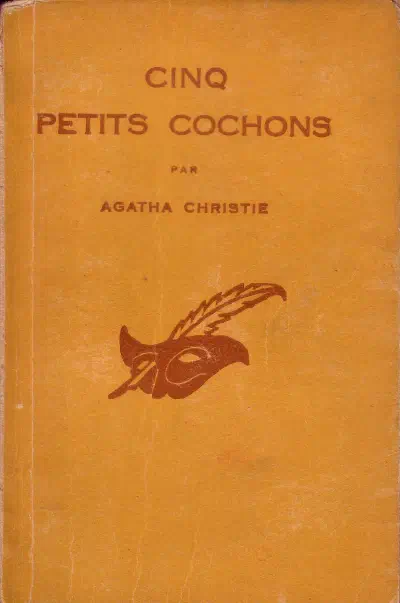 CINQ
PETITS COCHONS
PAR
AGATHA CHRISTIE